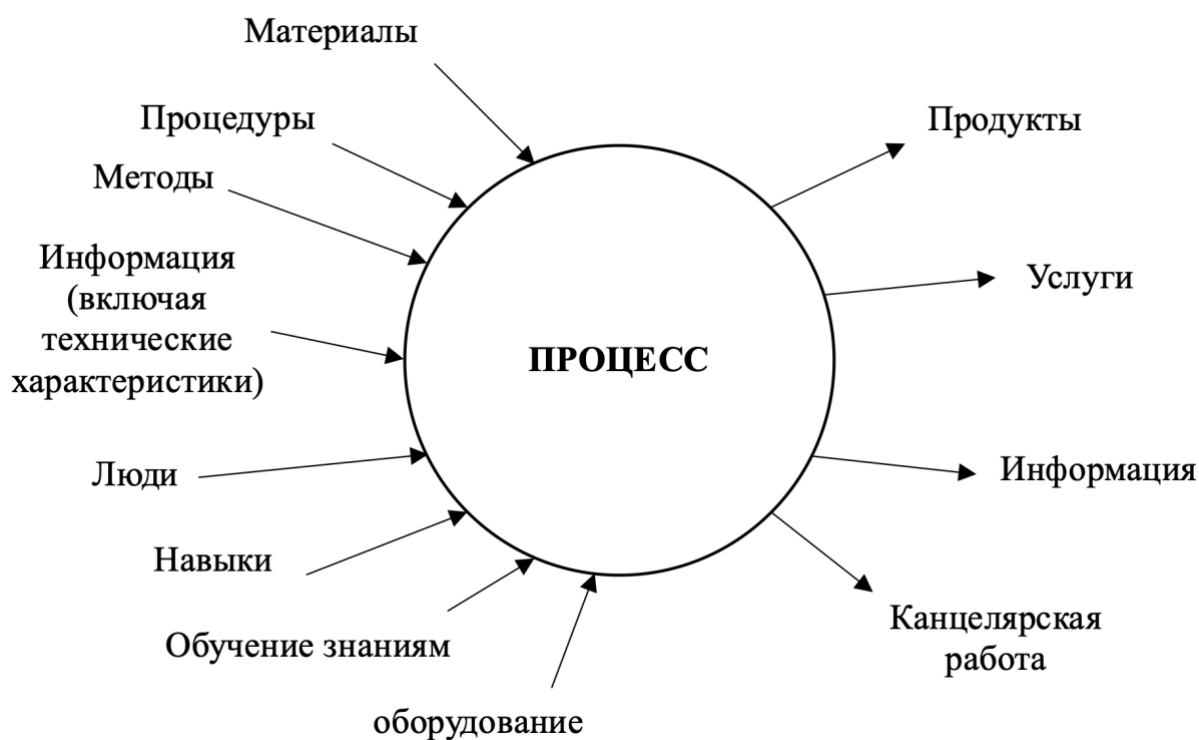 Материалы
Процедуры
Методы
Информация
(включая
технические
характеристики)
Люди
Навыки
Обучение знаниям
оборудование
ПРОЦЕСС
Продукты
Услуги
Информация
Канцелярская
работа